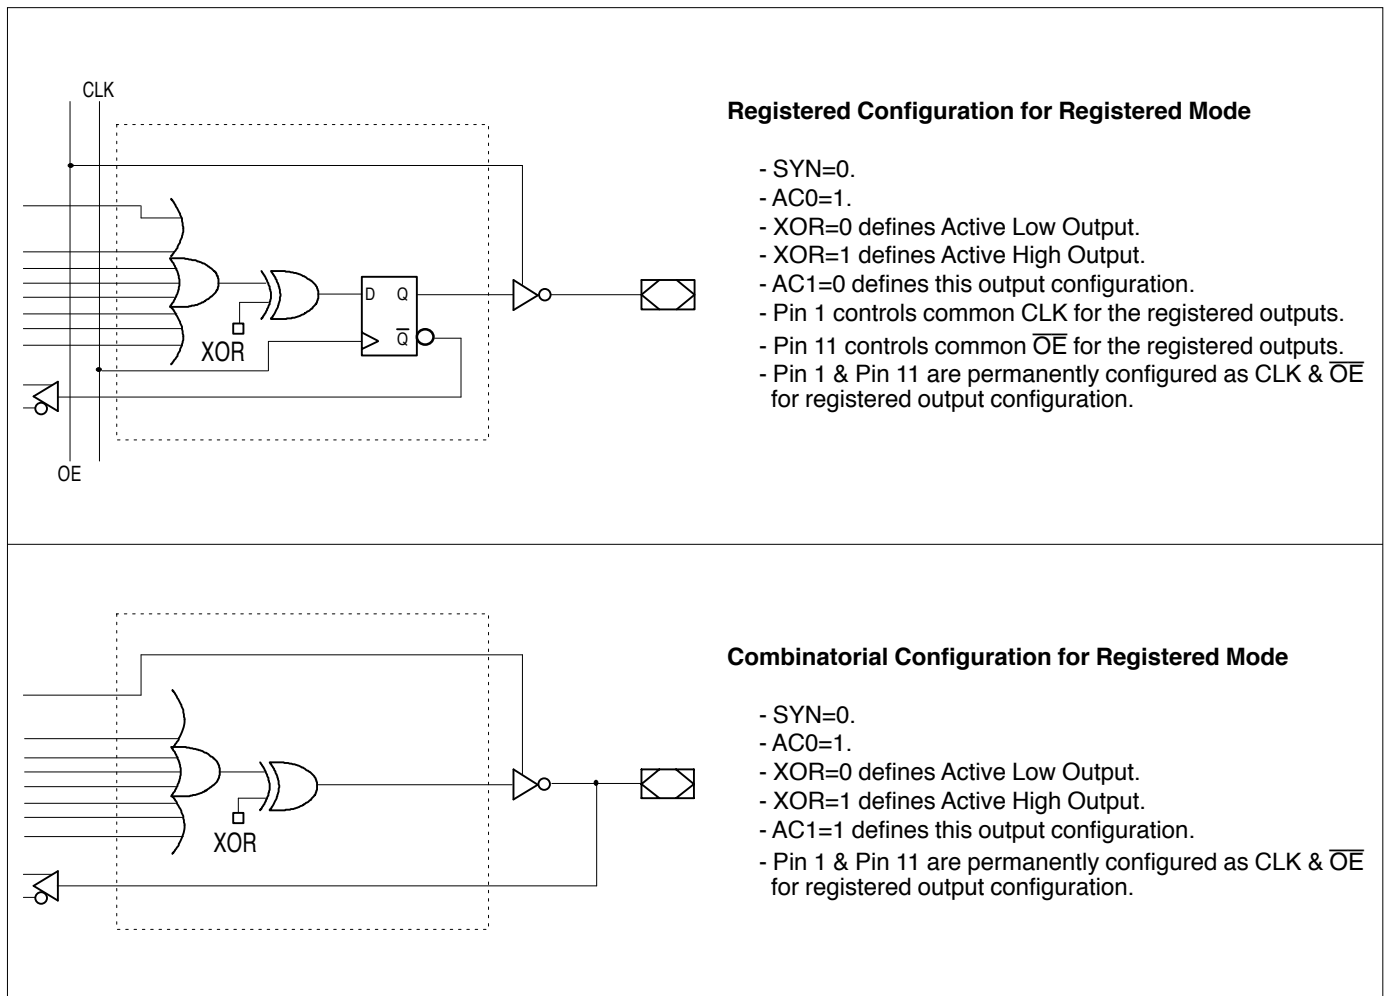 CLK
D Q
Q̅
XOR
OE
Registered Configuration for Registered Mode
- SYN=0.
- AC0=1.
- XOR=0 defines Active Low Output.
- XOR=1 defines Active High Output.
- AC1=0 defines this output configuration.
- Pin 1 controls common CLK for the registered outputs.
- Pin 11 controls common O̅E̅ for the registered outputs.
- Pin 1 & Pin 11 are permanently configured as CLK & O̅E̅
for registered output configuration.
XOR
Combinatorial Configuration for Registered Mode
- SYN=0.
- AC0=1.
- XOR=0 defines Active Low Output.
- XOR=1 defines Active High Output.
- AC1=1 defines this output configuration.
- Pin 1 & Pin 11 are permanently configured as CLK & O̅E̅
for registered output configuration.